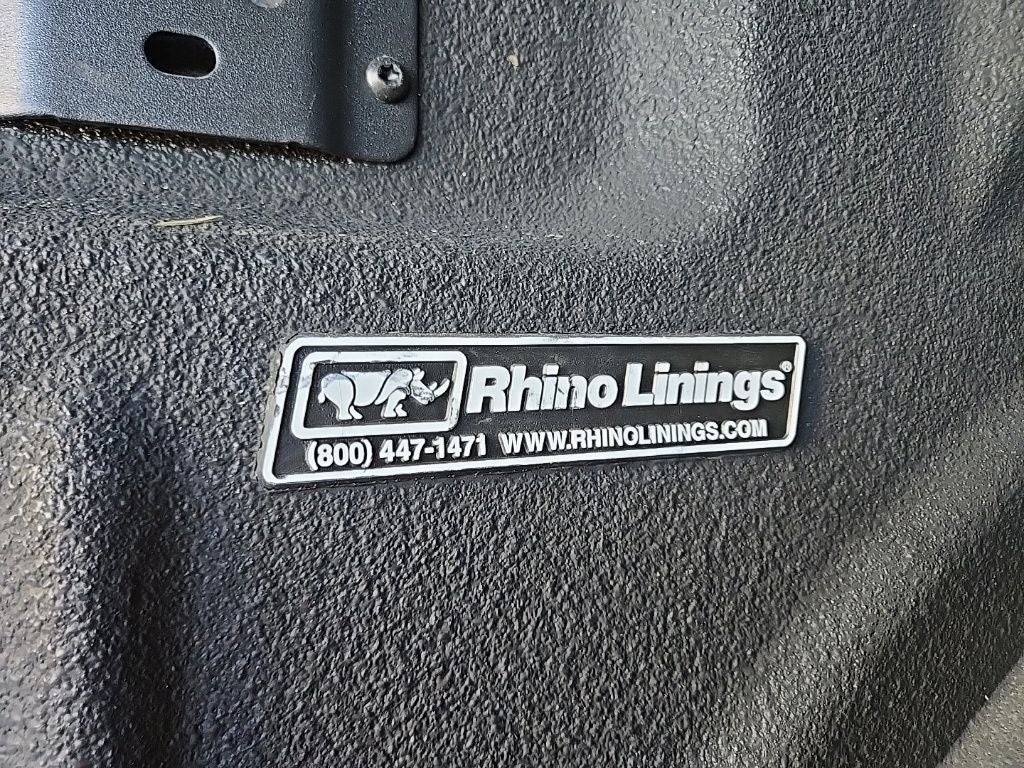 Rhino Linings®
(800) 447-1471 WWW.RHINOLININGS.COM